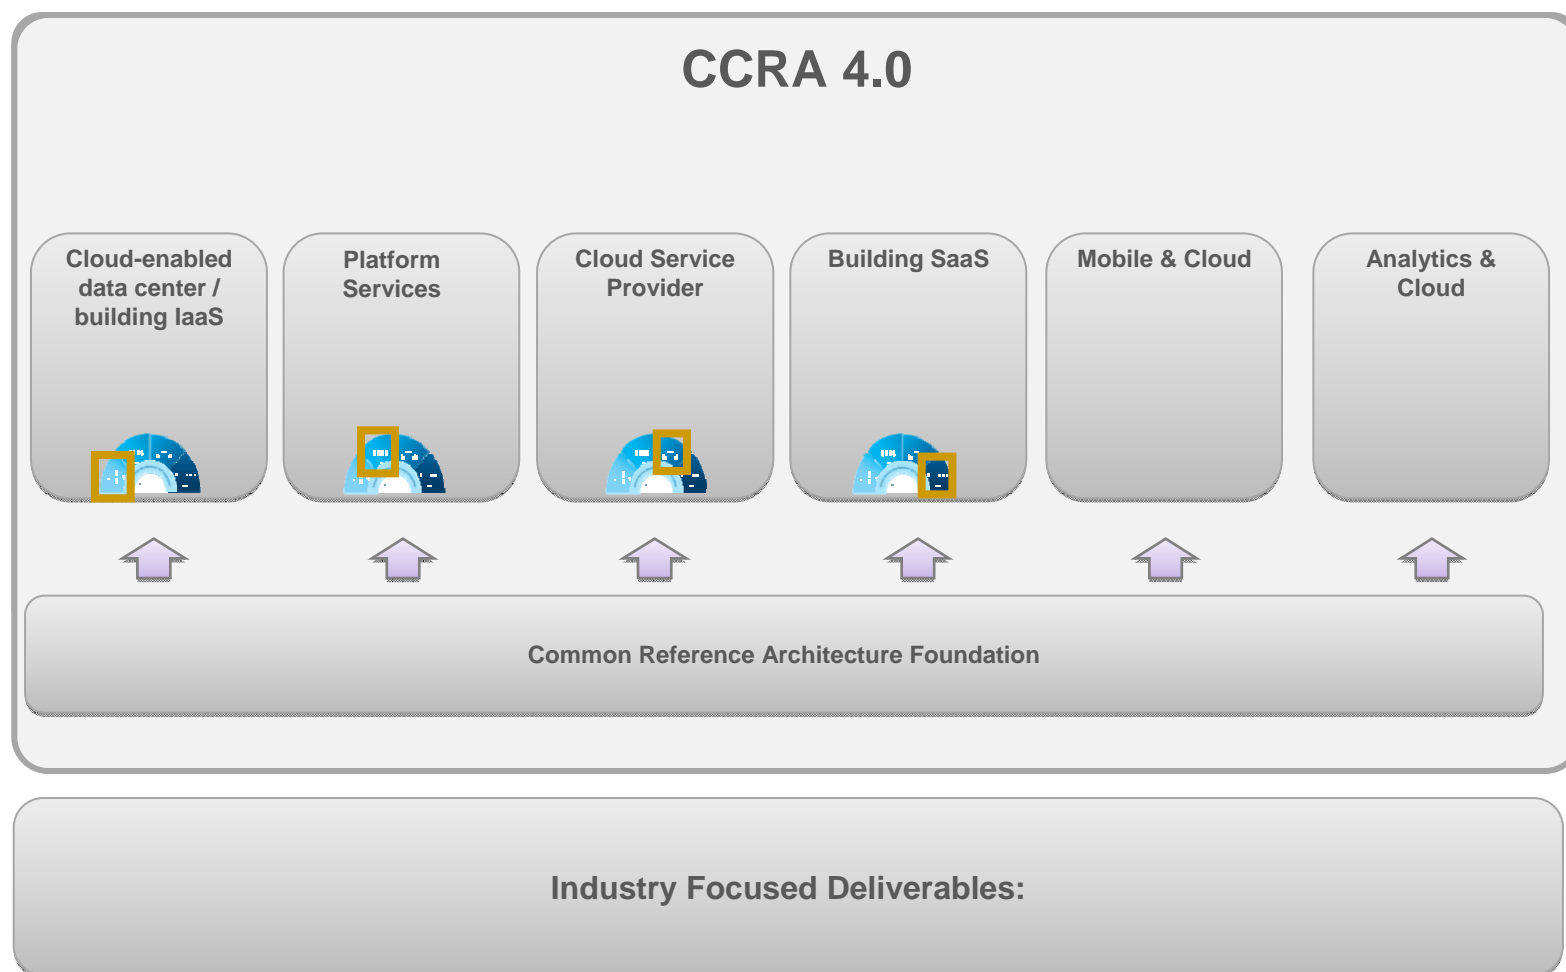 CCRA 4.0
Cloud-enabled
data center /
building IaaS
Platform
Services
Cloud Service
Provider
Building SaaS
Mobile & Cloud
Analytics &
Cloud
Common Reference Architecture Foundation
Industry Focused Deliverables: